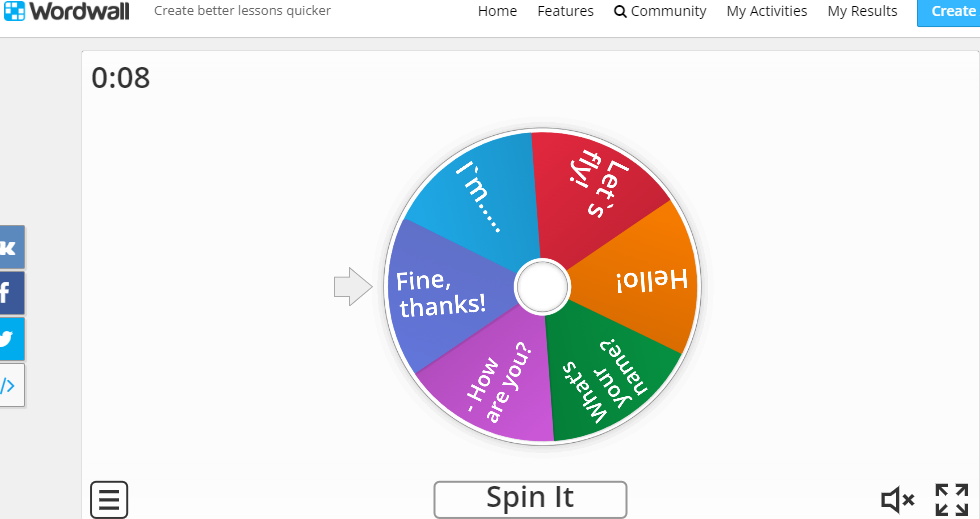 Wordwall
Create better lessons quicker
Home
Features
Community
My Activities
My Results
Create
0:08
I`m.....
Let`s
fly!
Hello!
What's
your
name?
- How
are you?
Fine,
thanks!
Spin It